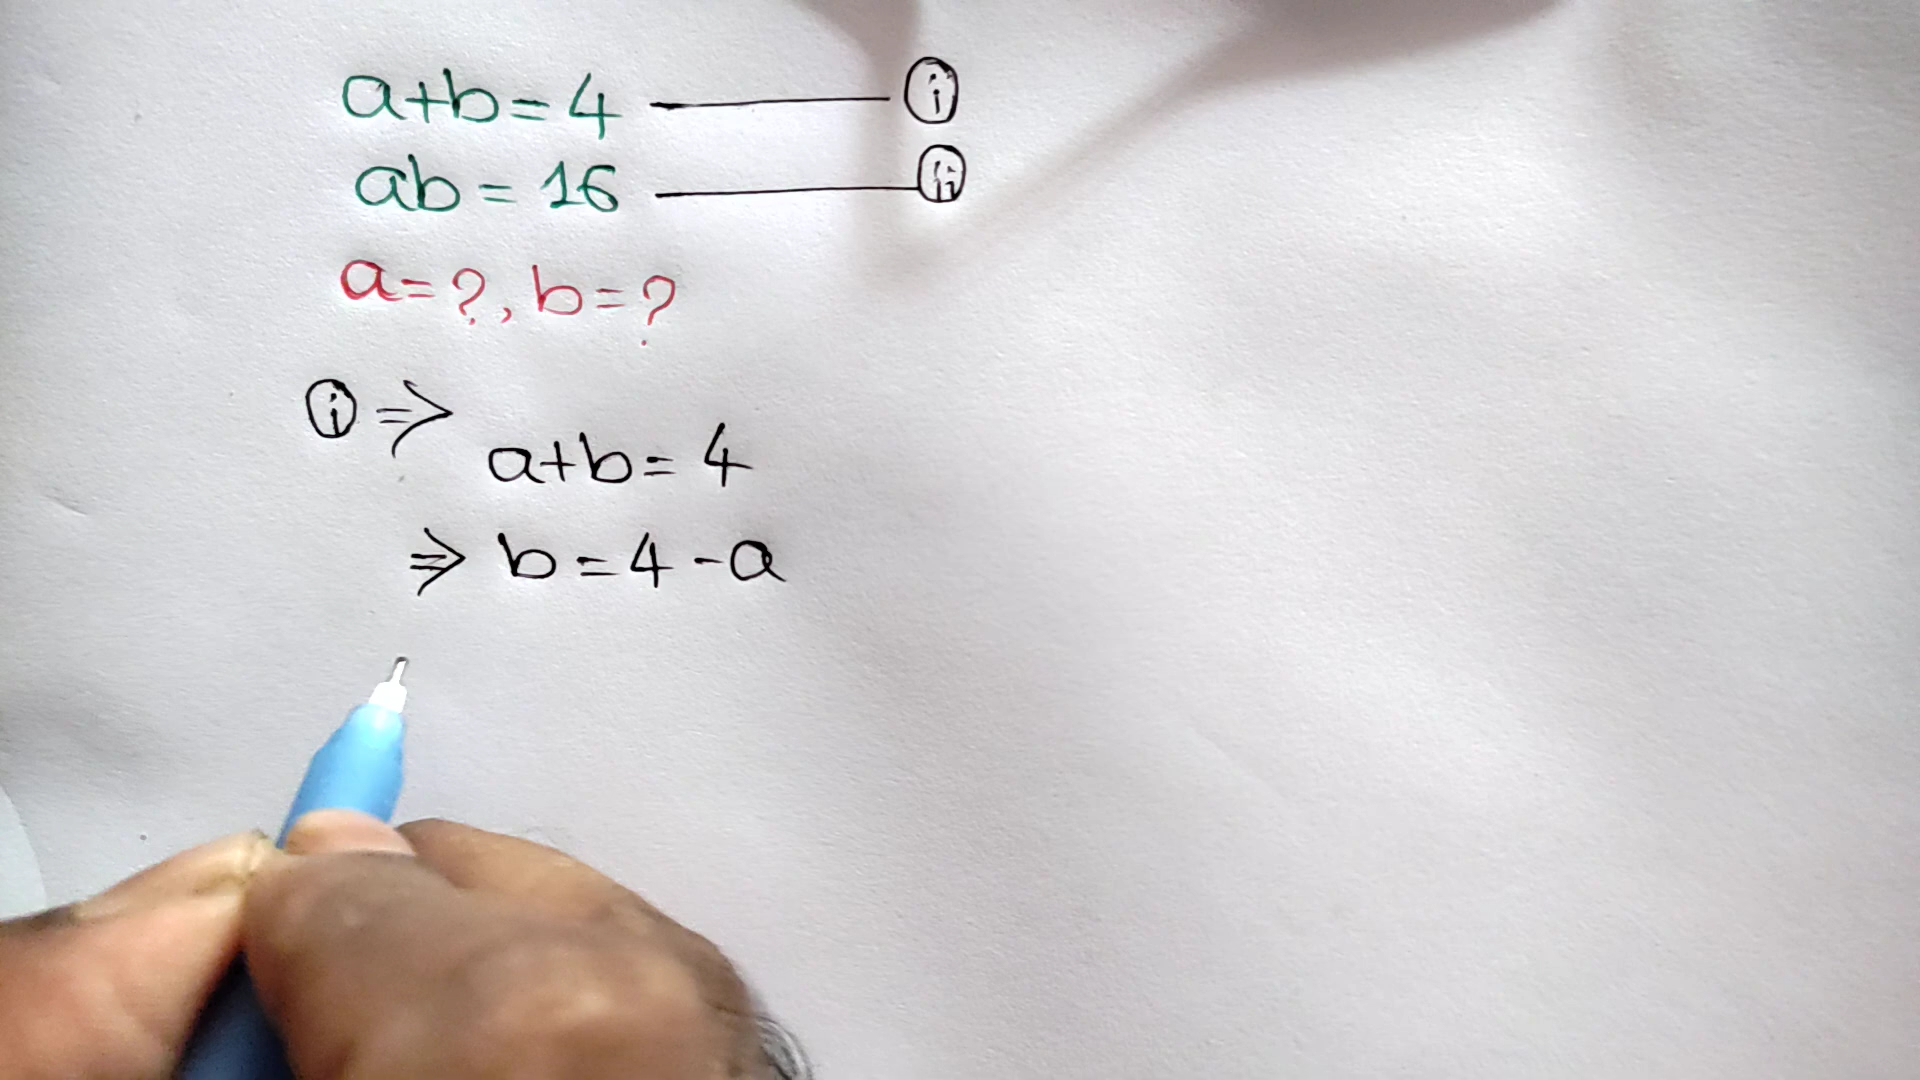 a+b=4 —— ⓘ
ab=16 —— ⓘⓘ
a=?, b=?
ⓘ ⇒
a+b=4
⇒ b=4-a